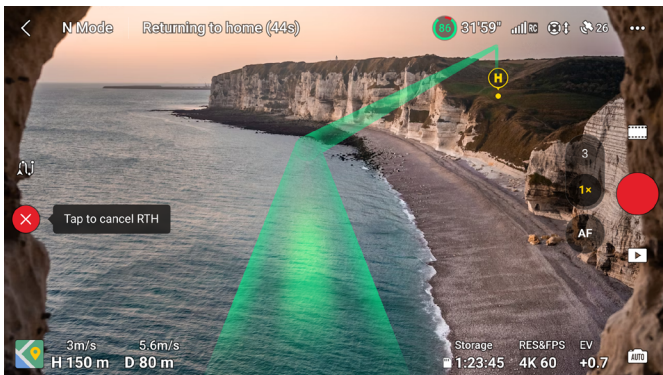 N Mode
Returning to home (44s)
86
31'59"
RC
26
H
3
1×
AF
Tap to cancel RTH
3m/s
5.6m/s
H 150 m
D 80 m
Storage
1:23:45
RES&FPS
4K 60
EV
+0.7
AUTO